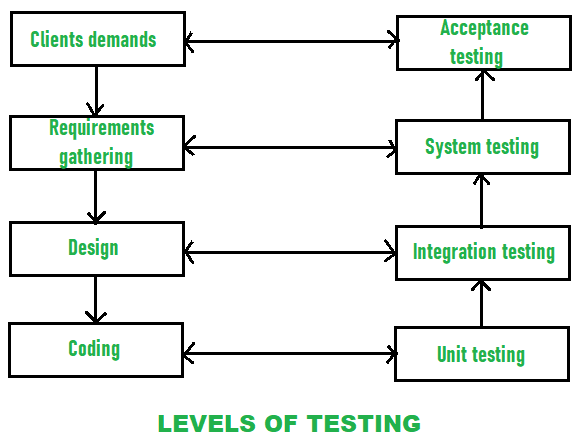 Clients demands
Acceptance
testing
Requirements
gathering
System testing
Design
Integration testing
Coding
Unit testing
LEVELS OF TESTING